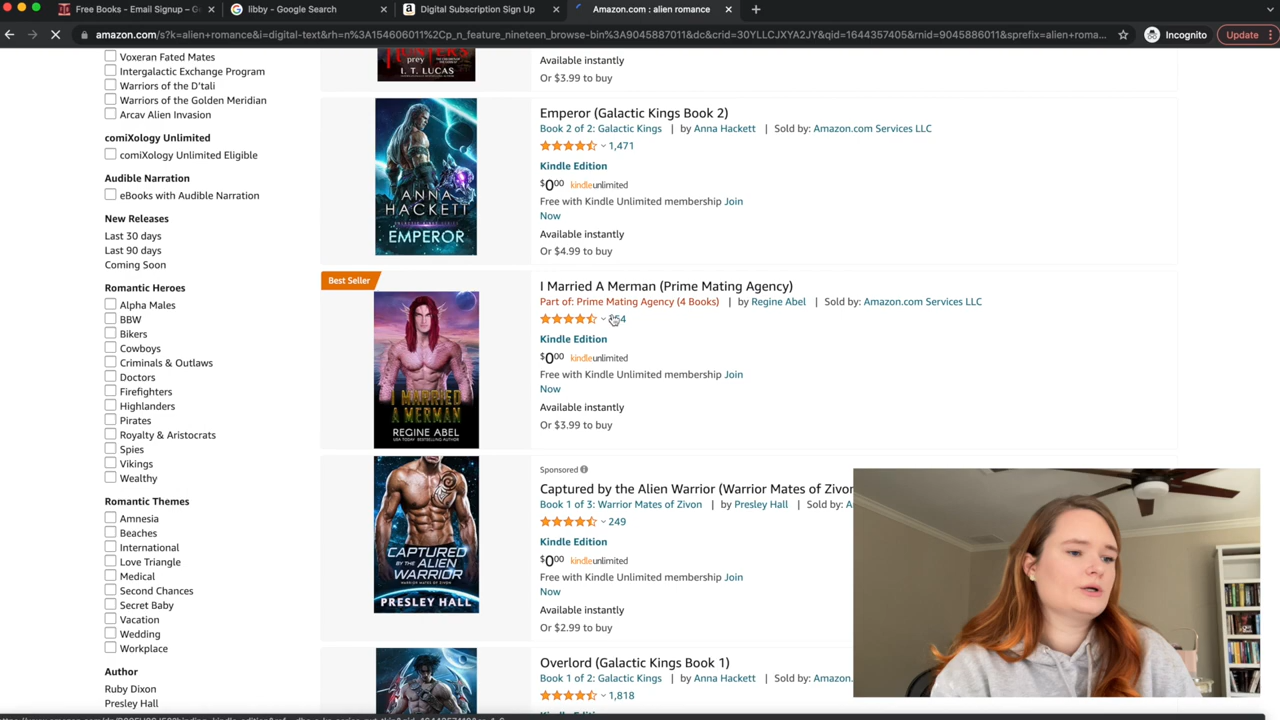 Free Books - Email Signup – G
libby - Google Search
Digital Subscription Sign Up
Amazon.com : alien romance
amazon.com/s?k=alien+romance&i=digital-text&rh=n%3A154606011%2Cp_n_feature_nineteen_browse-bin%3A9045887011&dc&crid=30YLLCJXYA2JY&qid=1644357405&rnid=9045886011&sprefix=alien+roma...
Incognito
Update
Voxeran Fated Mates
Intergalactic Exchange Program
Warriors of the D'tali
Warriors of the Golden Meridian
Arcav Alien Invasion
comiXology Unlimited
comiXology Unlimited Eligible
Audible Narration
eBooks with Audible Narration
New Releases
Last 30 days
Last 90 days
Coming Soon
Romantic Heroes
Alpha Males
BBW
Bikers
Cowboys
Criminals & Outlaws
Doctors
Firefighters
Highlanders
Pirates
Royalty & Aristocrats
Spies
Vikings
Wealthy
Romantic Themes
Amnesia
Beaches
International
Love Triangle
Medical
Second Chances
Secret Baby
Vacation
Wedding
Workplace
Author
Ruby Dixon
Presley Hall
prey
I. T. LUCAS
Available instantly
Or $3.99 to buy
ANNA
HACKETT
EMPEROR
Emperor (Galactic Kings Book 2)
Book 2 of 2: Galactic Kings | by Anna Hackett | Sold by: Amazon.com Services LLC
1,471
Kindle Edition
$0.00 kindleunlimited
Free with Kindle Unlimited membership Join
Now
Available instantly
Or $4.99 to buy
Best Seller
I MARRIED
A MERMAN
REGINE ABEL
USA TODAY BESTSELLING AUTHOR
I Married A Merman (Prime Mating Agency)
Part of: Prime Mating Agency (4 Books) | by Regine Abel | Sold by: Amazon.com Services LLC
Kindle Edition
$0.00 kindleunlimited
Free with Kindle Unlimited membership Join
Now
Available instantly
Or $3.99 to buy
CAPTURED
BY THE ALIEN
WARRIOR
WARRIOR MATES OF ZIVON
PRESLEY HALL
Sponsored
Captured by the Alien Warrior (Warrior Mates of Zivon
Book 1 of 3: Warrior Mates of Zivon | by Presley Hall | Sold by: A
249
Kindle Edition
$0.00 kindleunlimited
Free with Kindle Unlimited membership Join
Now
Available instantly
Or $2.99 to buy
Overlord (Galactic Kings Book 1)
Book 1 of 2: Galactic Kings | by Anna Hackett | Sold by: Amazon.
1,818